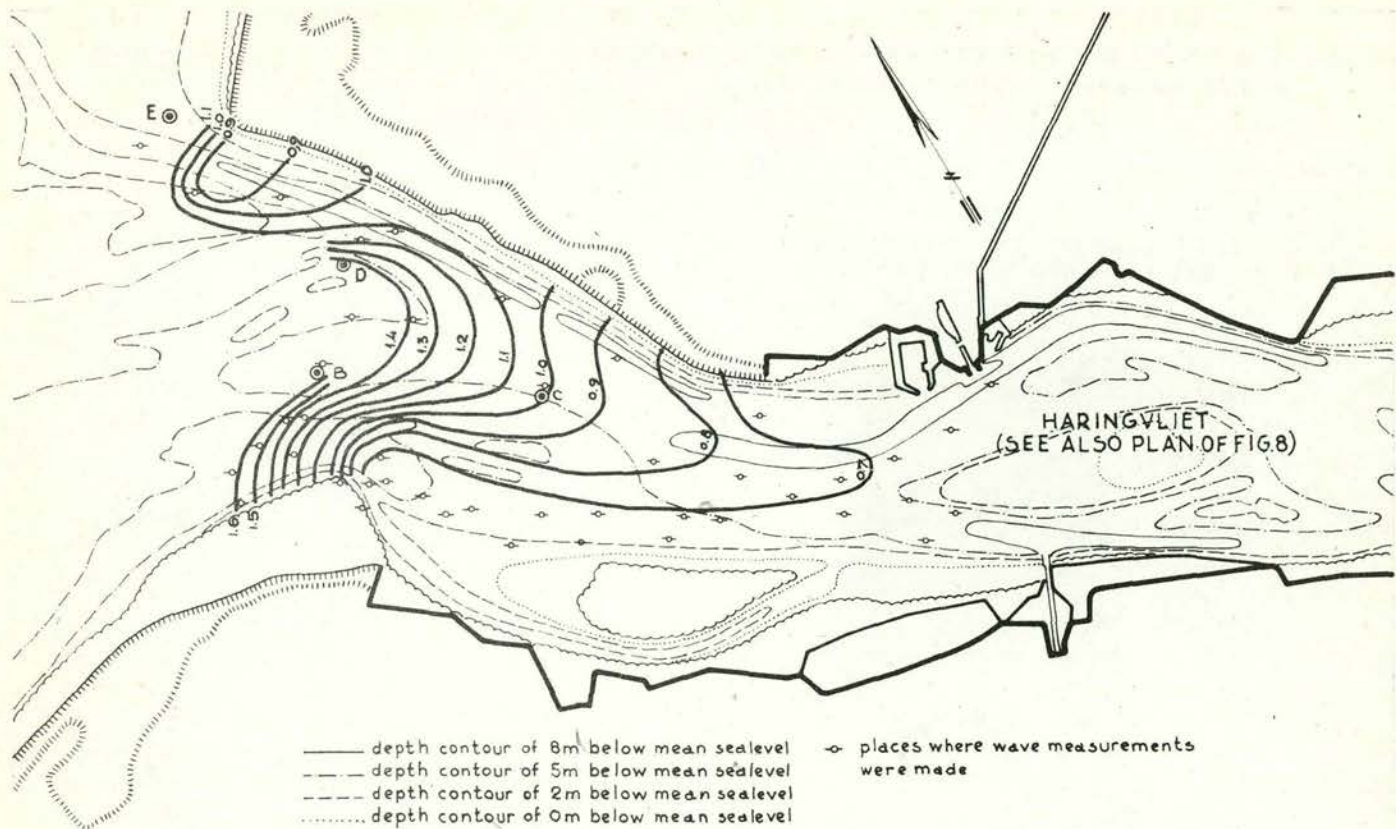 E
1.1
1.0
0.9
0.9
1.0
N
D
1.4
1.3
1.2
1.1
1.0
0.9
B
C
0.8
0.7
1.6
1.5
HARINGVLIET
(SEE ALSO PLAN OF FIG 8)
depth contour of 8m below mean sealevel
depth contour of 5m below mean sealevel
depth contour of 2m below mean sealevel
depth contour of 0m below mean sealevel
places where wave measurements
were made